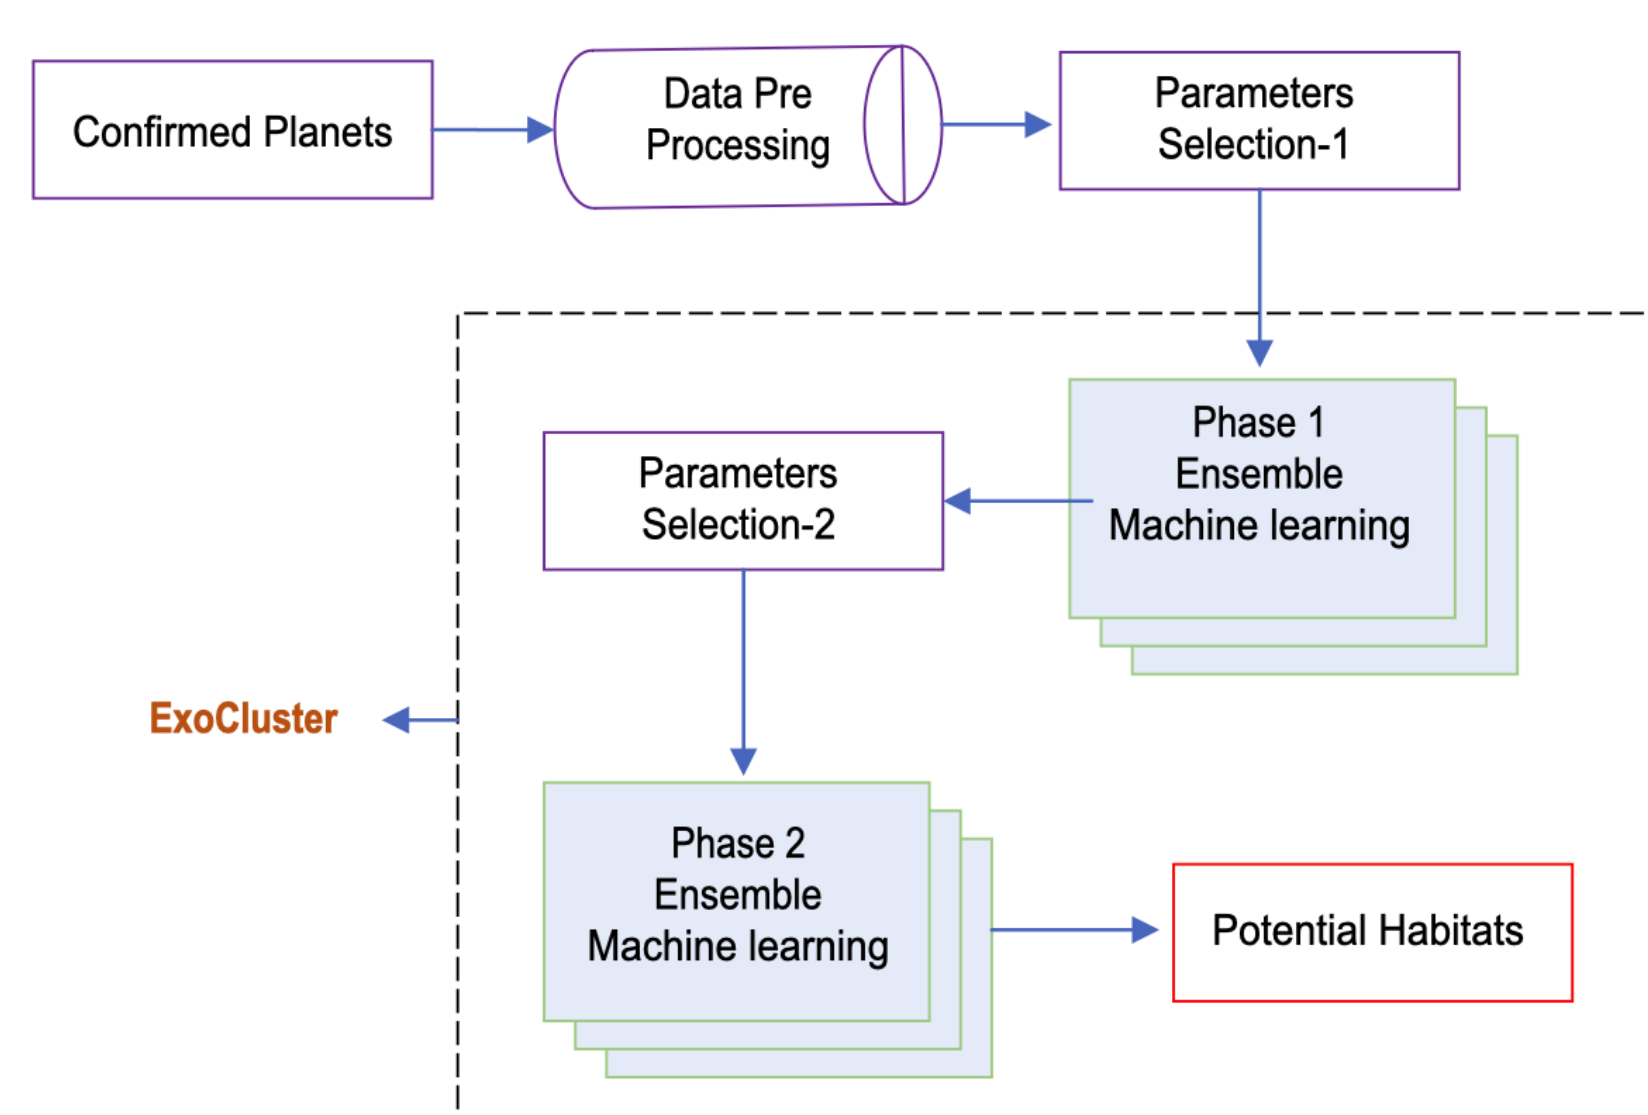 Confirmed Planets
Data Pre
Processing
Parameters
Selection-1
Phase 1
Ensemble
Machine learning
Parameters
Selection-2
ExoCluster
Phase 2
Ensemble
Machine learning
Potential Habitats